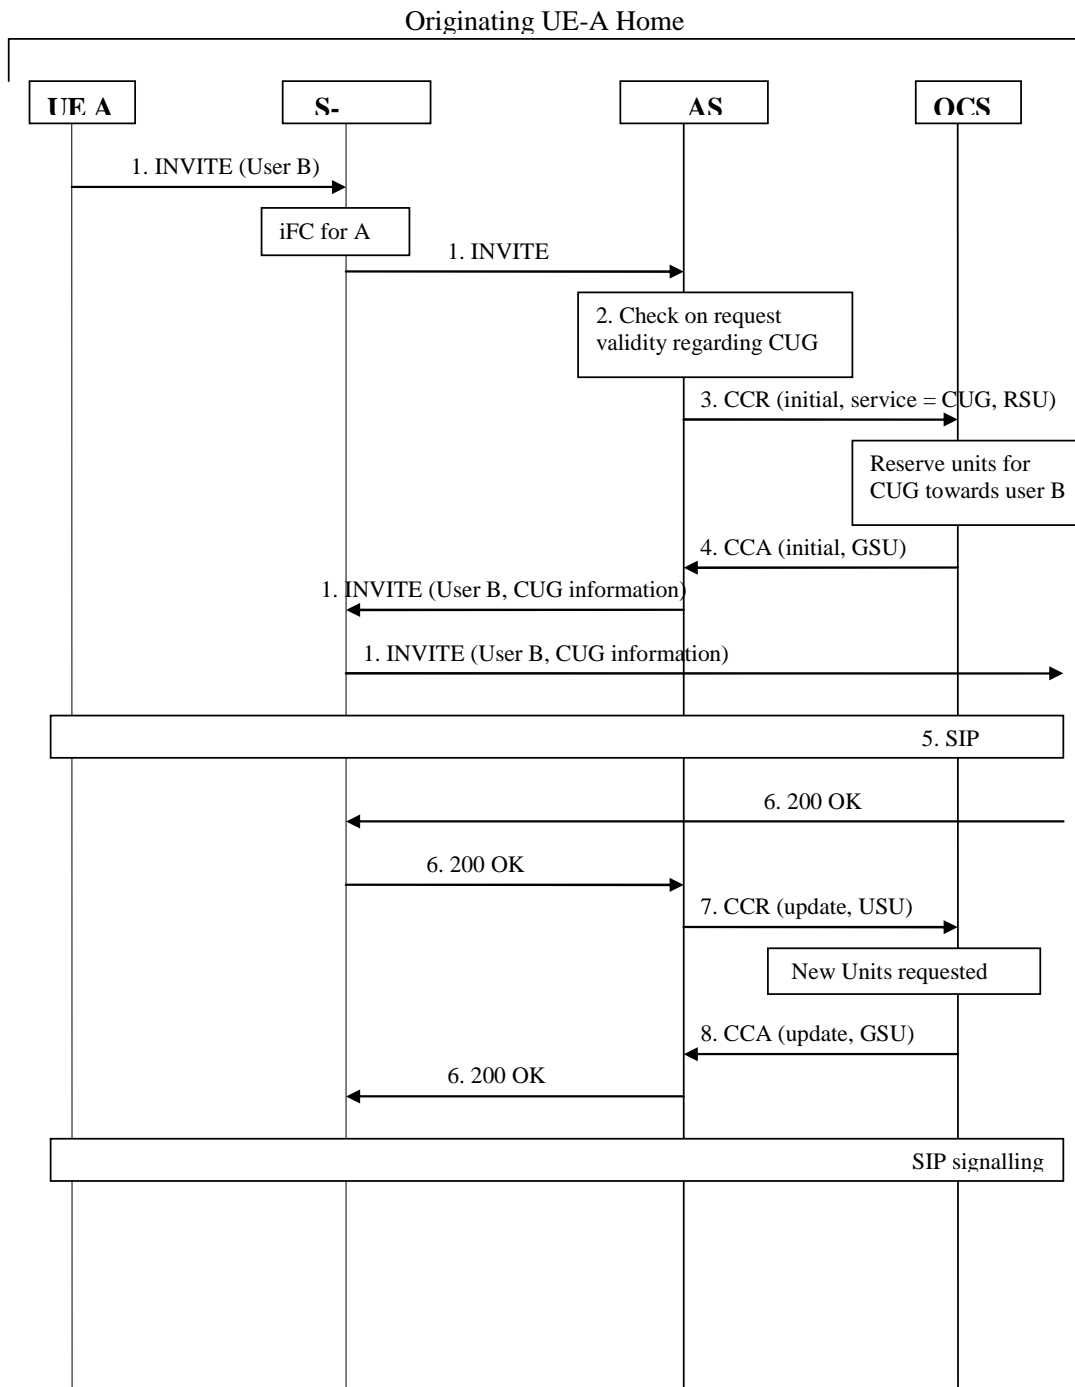 Originating UE-A Home
UE A
S-
AS
OCS
1. INVITE (User B)
iFC for A
1. INVITE
2. Check on request
validity regarding CUG
3. CCR (initial, service = CUG, RSU)
Reserve units for
CUG towards user B
4. CCA (initial, GSU)
1. INVITE (User B, CUG information)
1. INVITE (User B, CUG information)
5. SIP
6. 200 OK
6. 200 OK
7. CCR (update, USU)
New Units requested
8. CCA (update, GSU)
6. 200 OK
SIP signalling